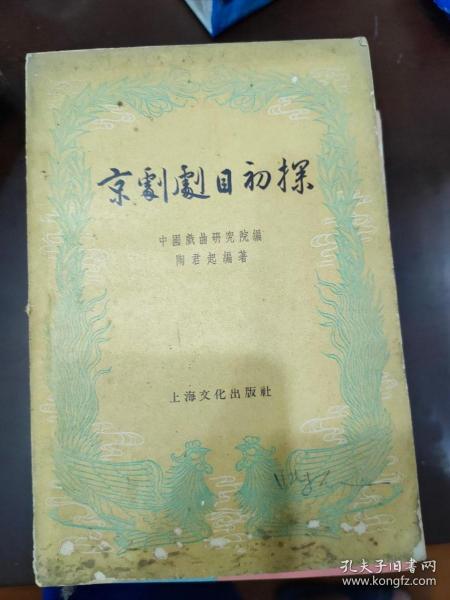 京劇劇目初探
中國戲曲研究院編
陶君起編著
上海文化出版社
孔夫子旧书网
www.kongfz.com